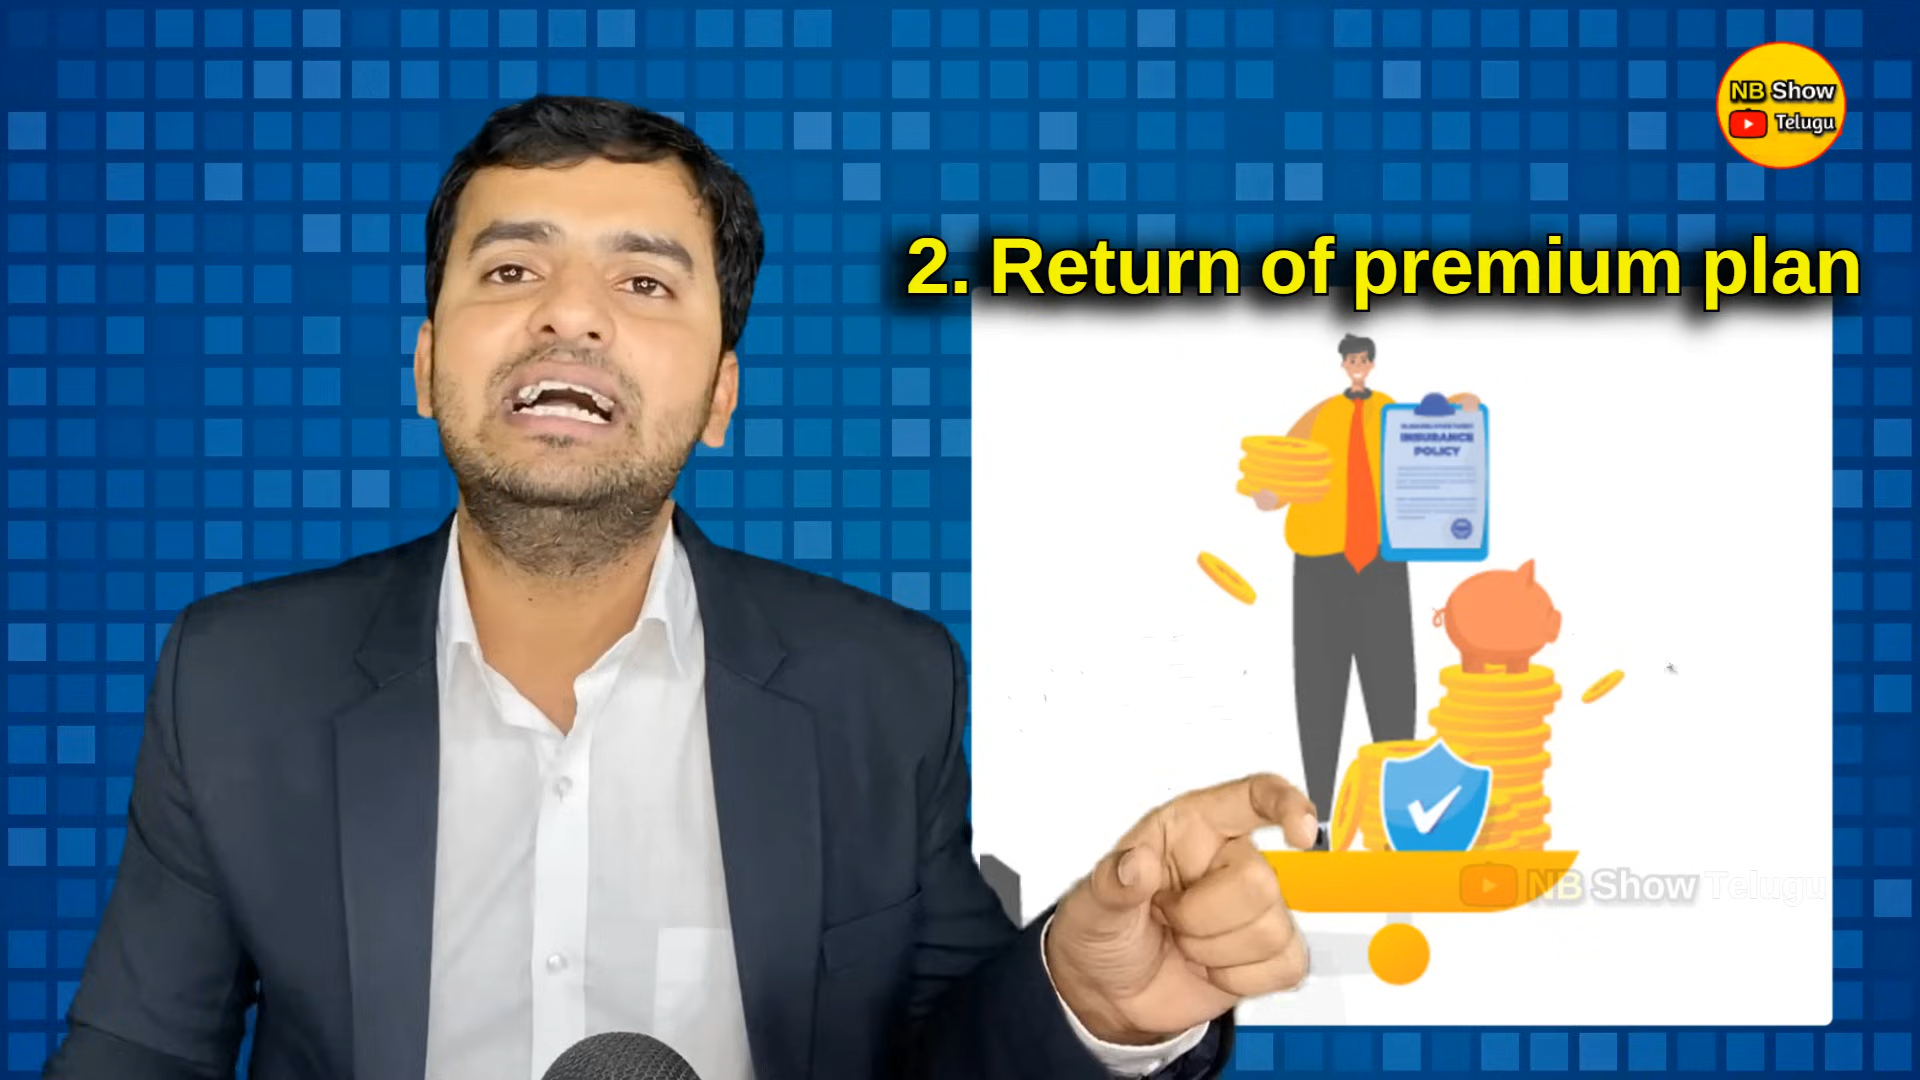 NB Show
Telugu
2. Return of premium plan
INSURANCE
POLICY
NB Show Telugu